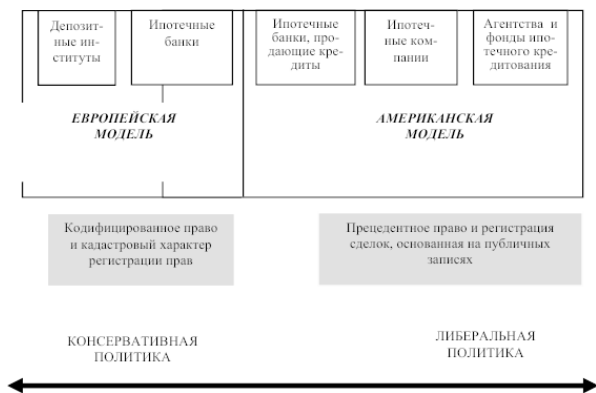 Депозит-
ные ин-
ституты
Ипотечные
банки
Ипотечные
банки, про-
дающие кре-
диты
Ипотеч-
ные ком-
пании
Агентства и
фонды ипо-
течного кре-
дитования
ЕВРОПЕЙСКАЯ
МОДЕЛЬ
АМЕРИКАНСКАЯ
МОДЕЛЬ
Кодифицированное право
и кадастровый характер
регистрации прав
Прецедентное право и регистрация
сделок, основанная на публичных
записях
КОНСЕРВАТИВНАЯ
ПОЛИТИКА
ЛИБЕРАЛЬНАЯ
ПОЛИТИКА